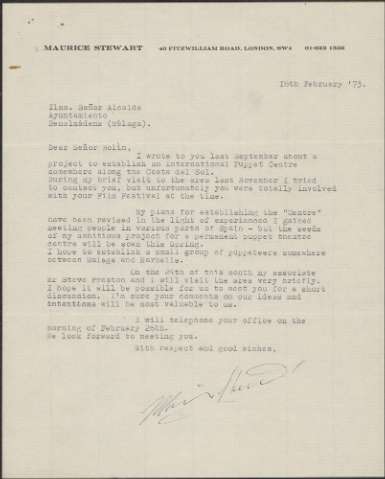 MAURICE STEWART 40 FITZWILLIAM ROAD, LONDON, SW4 01-622 1588
16th February '73.
Ilmo. Señor Alcalde
Ayuntamiento
Benalmádena (Málaga).
Dear Señor Bolin,
I wrote to you last September about a
project to establish an International Puppet Centre
somewhere along the Costa del Sol.
During my brief visit to the area last November I tried
to contact you, but unfortunately you were totally involved
with your Film Festival at the time.
My plans for establishing the "Centre"
have been revised in the light of experiences I gained
meeting people in various parts of Spain - but the seeds
of my ambitious project for a permanent puppet theatre
centre will be sown this Spring.
I hope to establish a small group of puppeteers somewhere
between Malaga and Marbella.
On the 24th of this month my associate
Mr Steve Preston and I will visit the area very briefly.
I hope it will be possible for us to meet you for a short
discussion. I'm sure your comments on our ideas and
intentions will be most valuable to us.
I will telephone your office on the
morning of February 26th.
We look forward to meeting you.
With respect and good wishes,